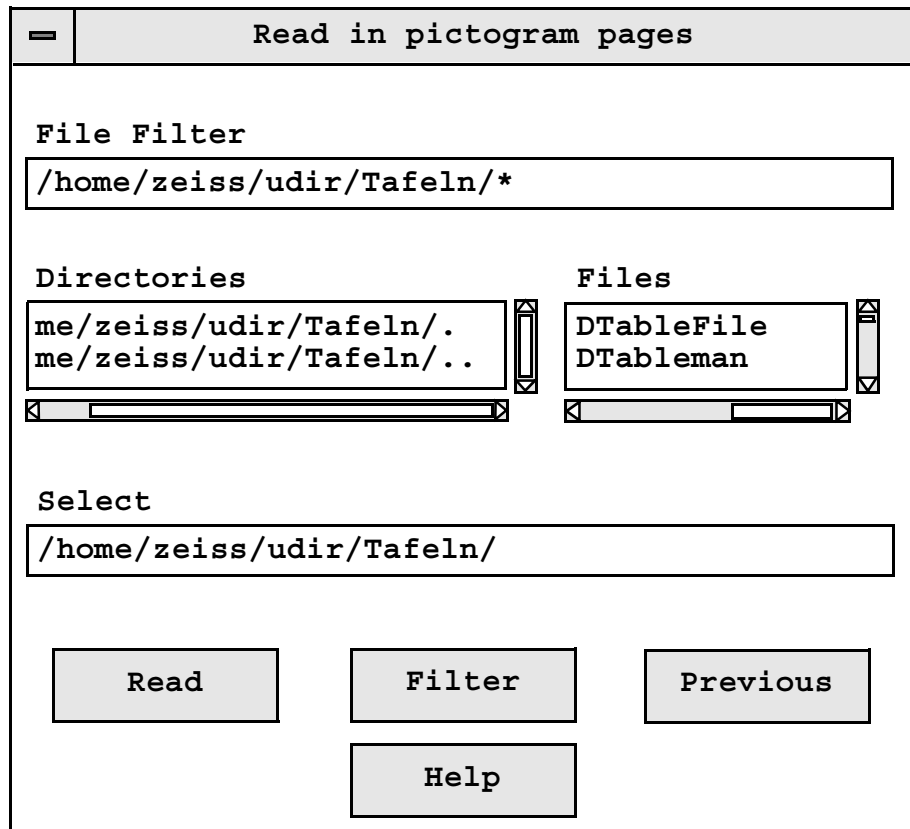 Read in pictogram pages
File Filter
/home/zeiss/udir/Tafeln/*
Directories
me/zeiss/udir/Tafeln/.
me/zeiss/udir/Tafeln/..
Files
DTableFile
DTableman
Select
/home/zeiss/udir/Tafeln/
Read
Filter
Previous
Help